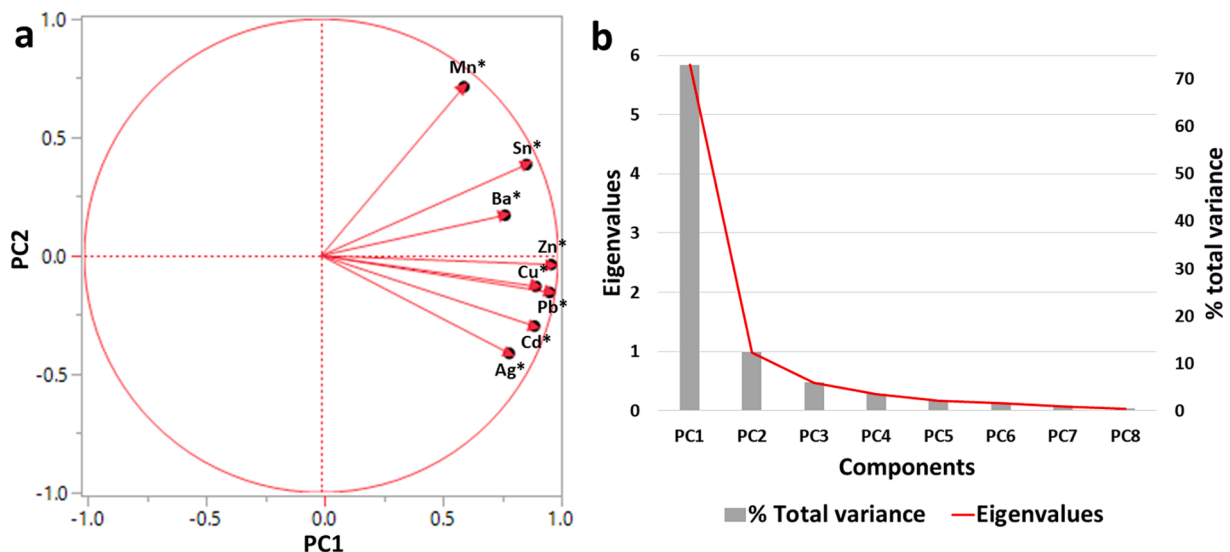 a
1.0
0.5
0.0
-0.5
-1.0
PC2
Mn*
Sn*
Ba*
Zn*
Cu*
Pb*
Cd*
Ag*
-1.0 -0.5 0.0 0.5 1.0
PC1
b
6
5
4
3
2
1
0
Eigenvalues
70
60
50
40
30
20
10
0
% total variance
PC1 PC2 PC3 PC4 PC5 PC6 PC7 PC8
Components
% Total variance Eigenvalues